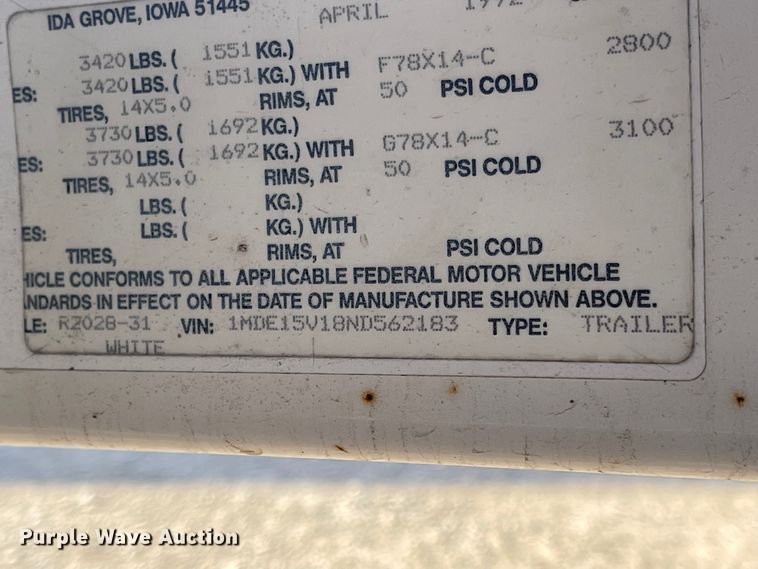 IDA GROVE, IOWA 51445 APRIL 1992
3420 LBS. ( 1551 KG.)
ES: 3420 LBS. ( 1551 KG.) WITH F78X14-C 2800
TIRES, 14X5.0 RIMS, AT 50 PSI COLD
3730 LBS. ( 1692 KG.)
ES: 3730 LBS. ( 1692 KG.) WITH G78X14-C 3100
TIRES, 14X5.0 RIMS, AT 50 PSI COLD
LBS. ( KG.)
ES: LBS. ( KG.) WITH
TIRES, RIMS, AT PSI COLD
HICLE CONFORMS TO ALL APPLICABLE FEDERAL MOTOR VEHICLE
NDARDS IN EFFECT ON THE DATE OF MANUFACTURE SHOWN ABOVE.
LE: R2028-31 VIN: 1MDE15V18ND562183 TYPE: TRAILER
WHITE
Purple Wave Auction